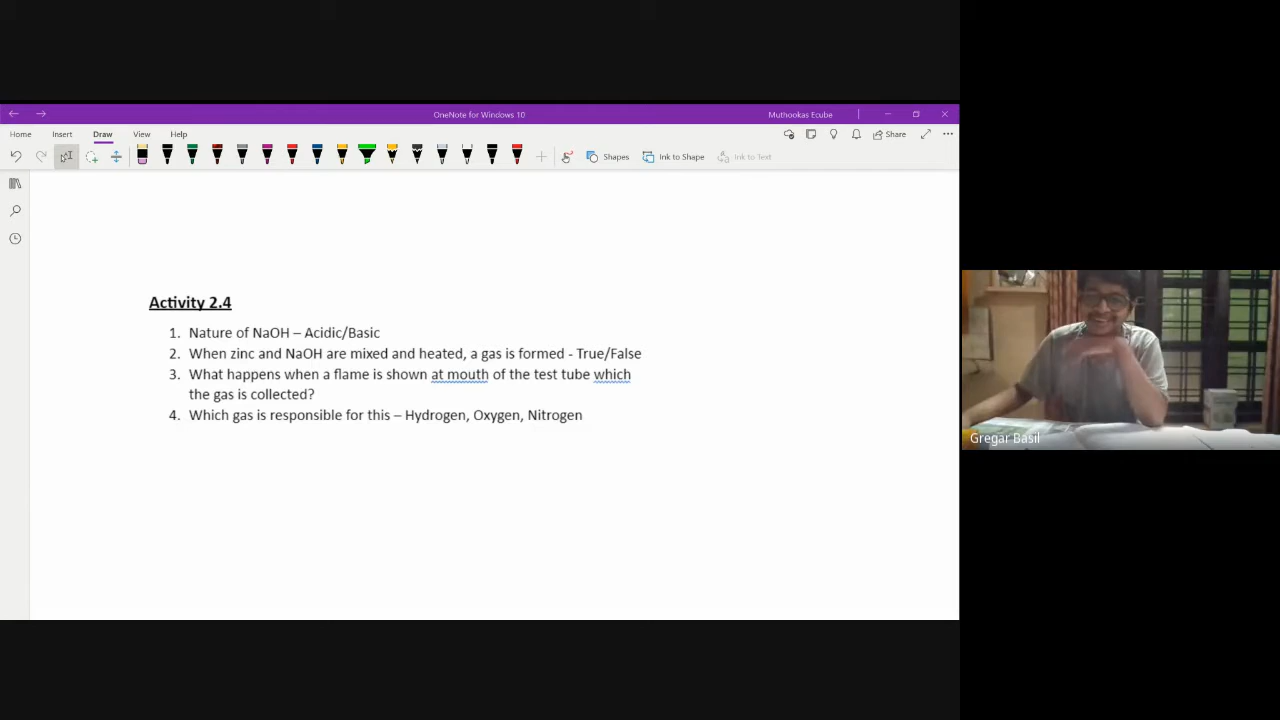 OneNote for Windows 10
Muthookas Ecube
Home Insert Draw View Help
Share
Shapes Ink to Shape Ink to Text
Activity 2.4
1. Nature of NaOH – Acidic/Basic
2. When zinc and NaOH are mixed and heated, a gas is formed - True/False
3. What happens when a flame is shown at mouth of the test tube which
the gas is collected?
4. Which gas is responsible for this – Hydrogen, Oxygen, Nitrogen
Gregar Basil